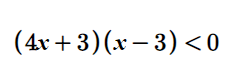 (4x + 3)(x − 3) < 0